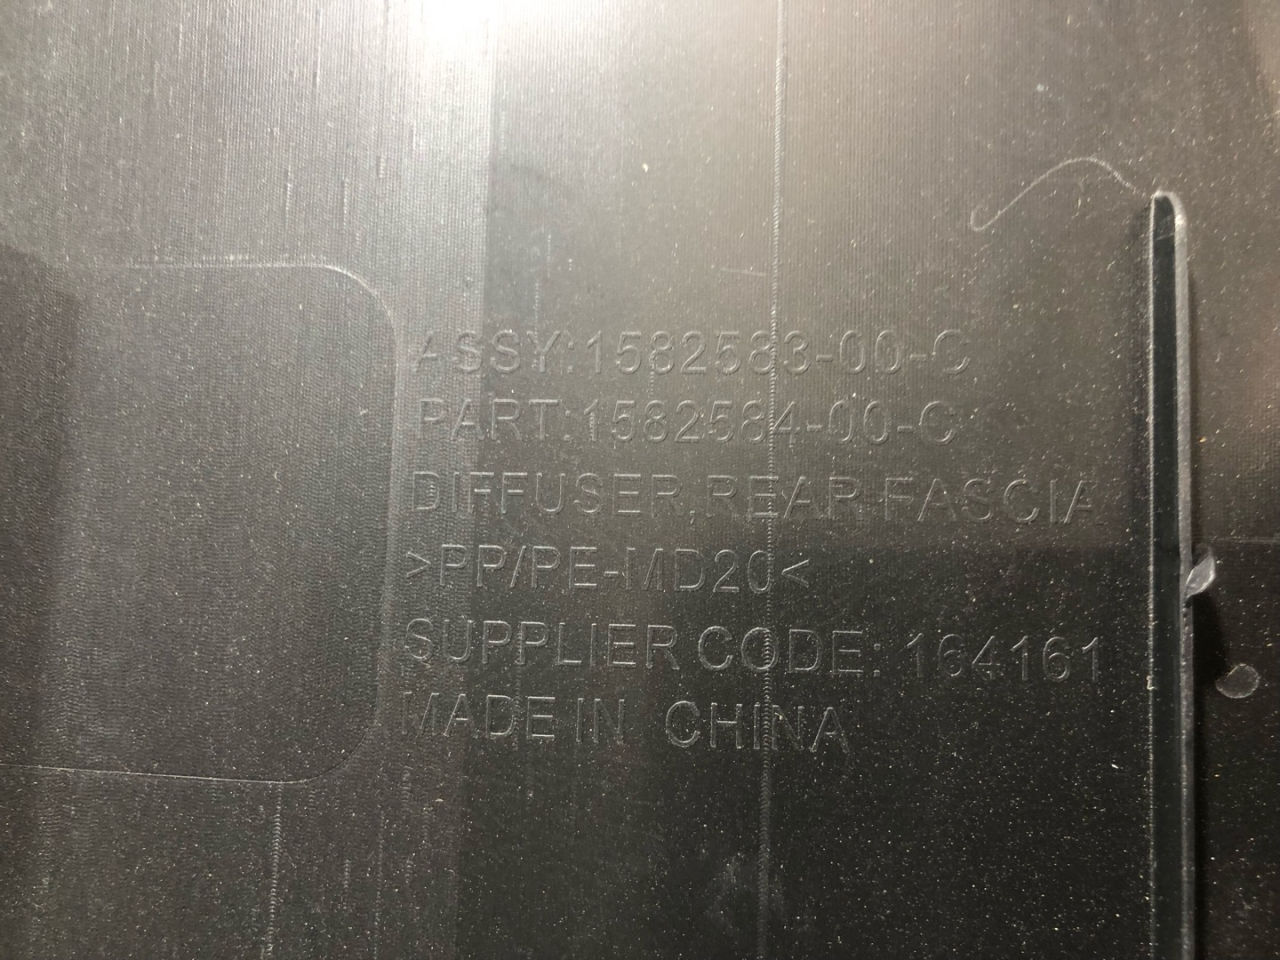 ASSY:1582583-00-C
PART:1582584-00-C
DIFFUSER,REAR FASCIA
>PP/PE-MD20<
SUPPLIER CODE: 164161
MADE IN CHINA